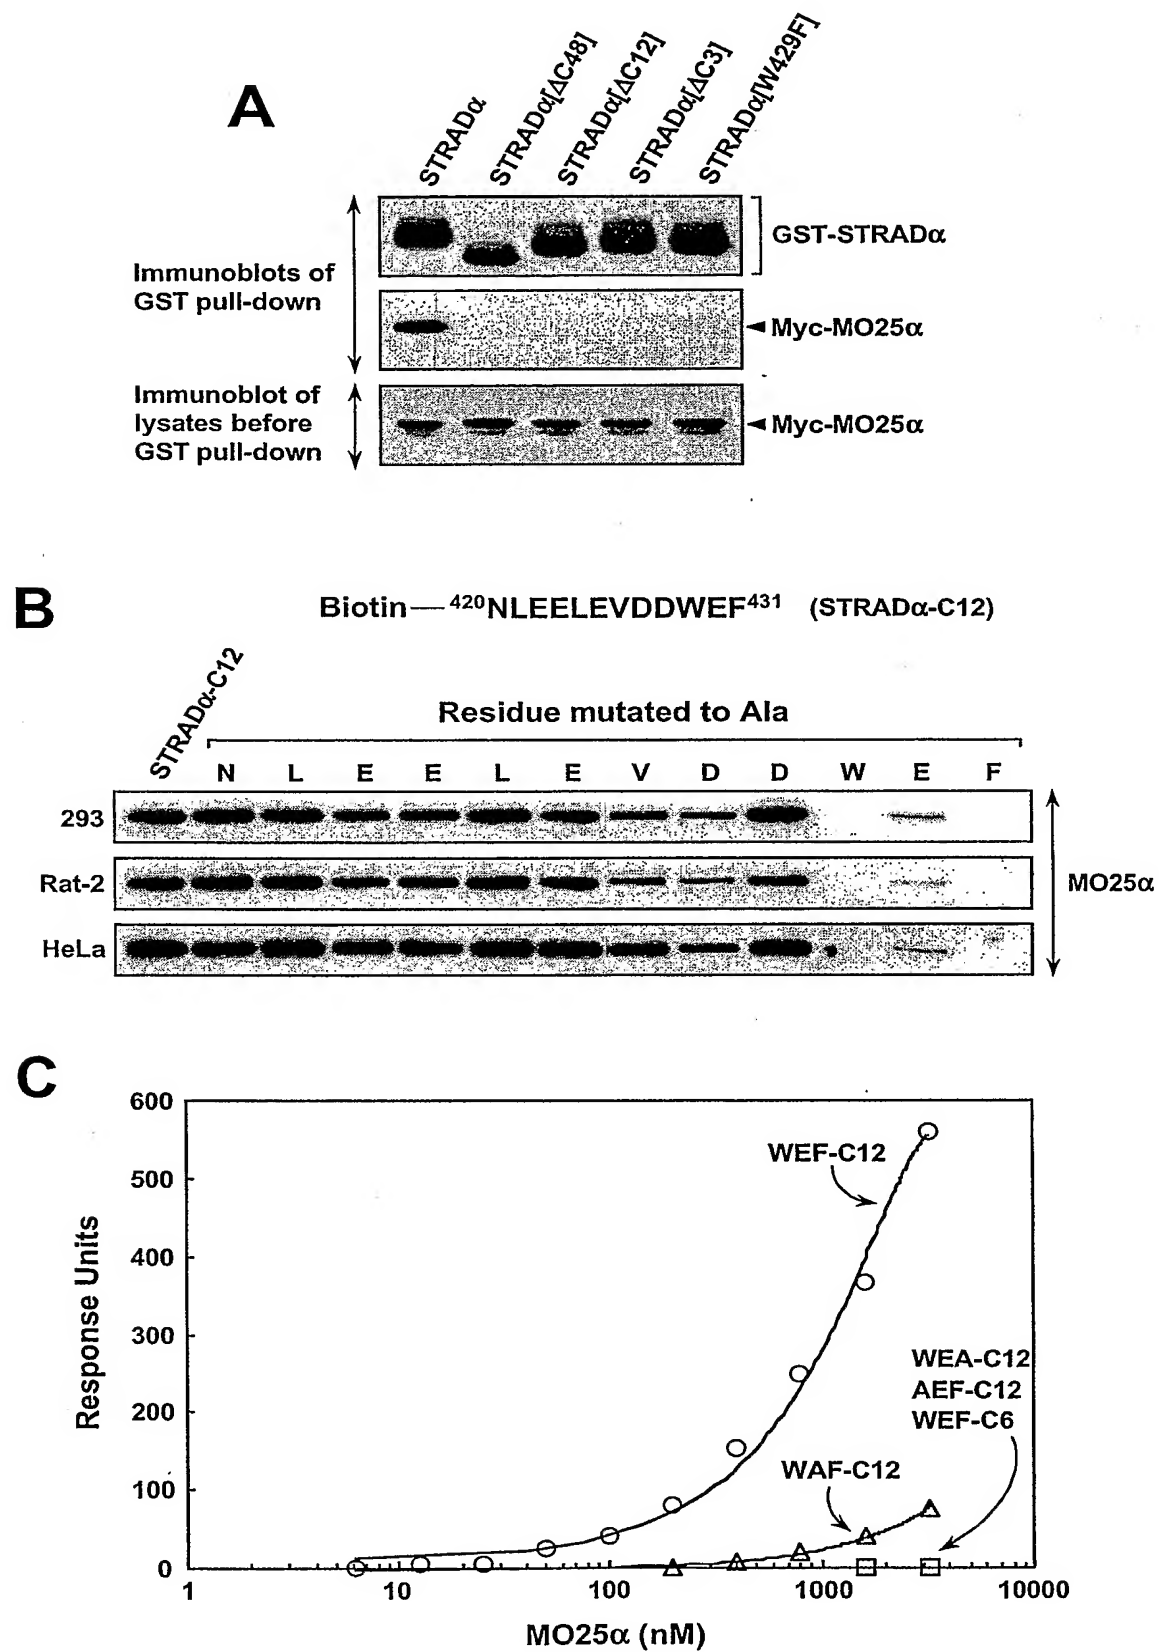 A
STRADα
STRADα[ΔC48]
STRADα[ΔC12]
STRADα[ΔC3]
STRADα[W429F]
Immunoblots of
GST pull-down
GST-STRADα
Myc-MO25α
Immunoblot of
lysates before
GST pull-down
Myc-MO25α
B
Biotin—⁴²⁰NLEELEVDDWEF⁴³¹ (STRADα-C12)
STRADα-C12
Residue mutated to Ala
N L E E L E V D D W E F
293
Rat-2
HeLa
MO25α
C
Response Units
600
500
400
300
200
100
0
WEF-C12
WEA-C12
AEF-C12
WEF-C6
WAF-C12
1 10 100 1000 10000
MO25α (nM)